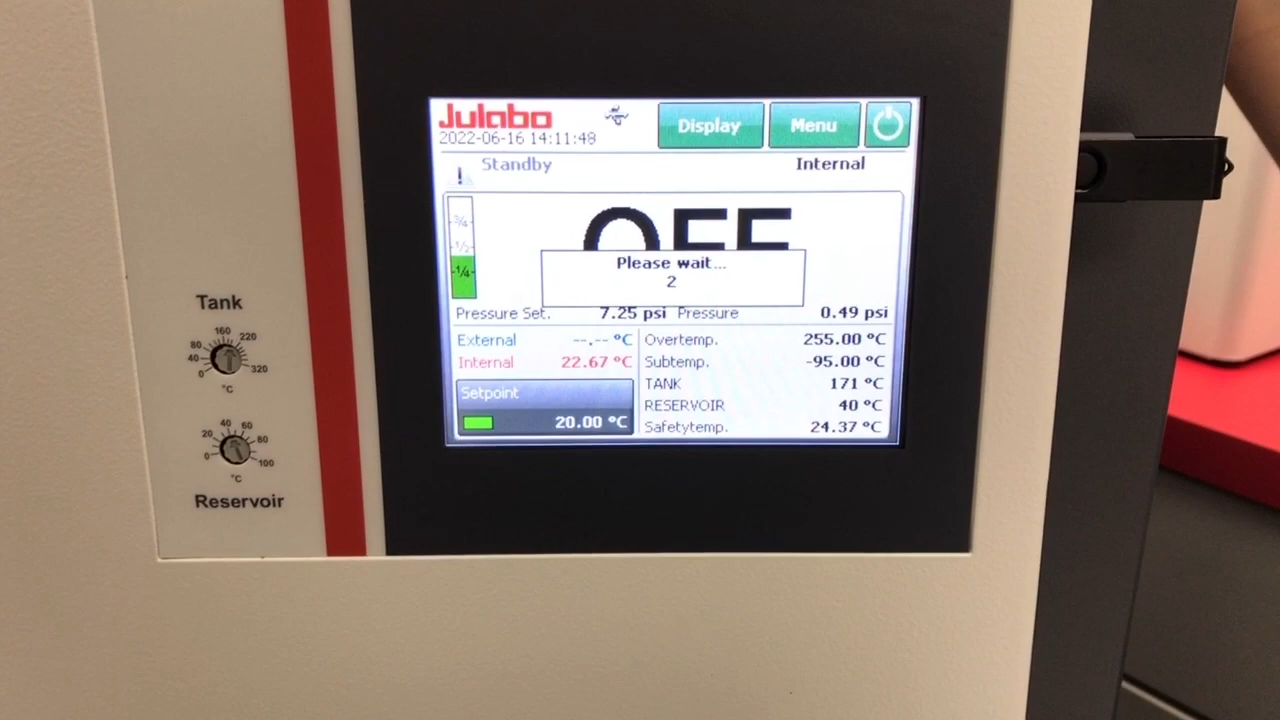 Julabo
2022-06-16 14:11:48
Display
Menu
Standby
Internal
OFF
3/4
1/2
1/4
Please wait...
2
Pressure Set. 7.25 psi Pressure 0.49 psi
External --.-- °C
Internal 22.67 °C
Setpoint
20.00 °C
Overtemp. 255.00 °C
Subtemp. -95.00 °C
TANK 171 °C
RESERVOIR 40 °C
Safetytemp. 24.37 °C
Tank
0 40 80 160 220 320
°C
0 20 40 60 80 100
°C
Reservoir